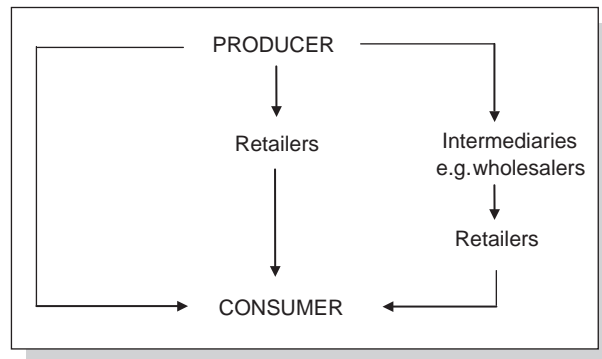 PRODUCER
Retailers
Intermediaries
e.g.wholesalers
Retailers
CONSUMER